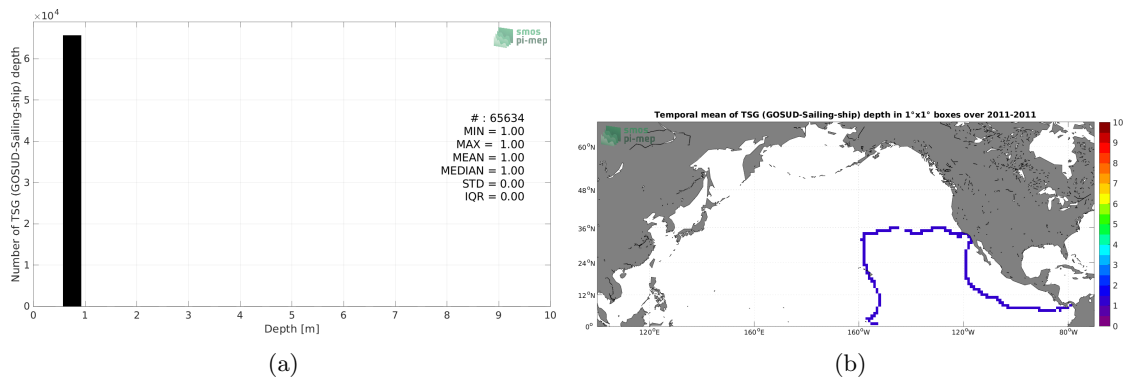 ×10⁴
smos
pi-mep
Number of TSG (GOSUD-Sailing-ship) depth
6
5
4
3
2
1
0
# : 65634
MIN = 1.00
MAX = 1.00
MEAN = 1.00
MEDIAN = 1.00
STD = 0.00
IQR = 0.00
0 1 2 3 4 5 6 7 8 9 10
Depth [m]
(a)
Temporal mean of TSG (GOSUD-Sailing-ship) depth in 1°x1° boxes over 2011-2011
smos
pi-mep
60°N
48°N
36°N
24°N
12°N
0°
120°E 160°E 160°W 120°W 80°W
10
9
8
7
6
5
4
3
2
1
0
(b)